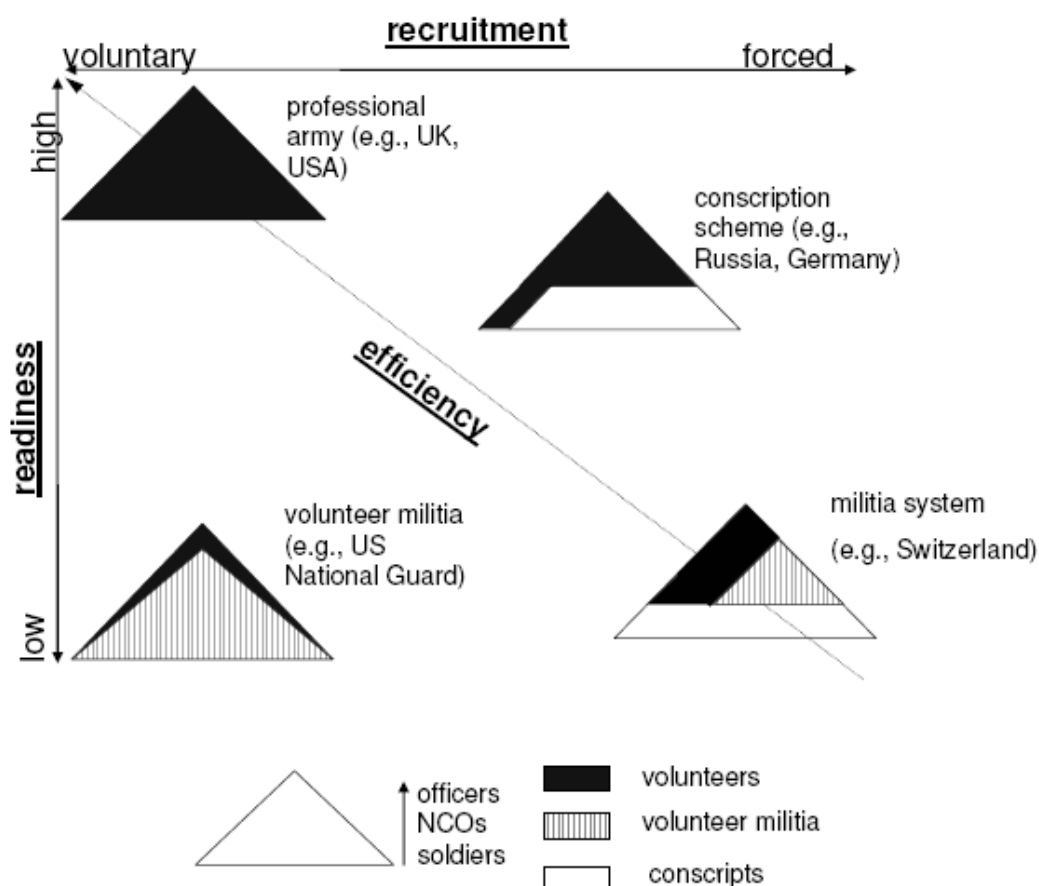 recruitment
voluntary
forced
high
professional
army (e.g., UK,
USA)
conscription
scheme (e.g.,
Russia, Germany)
efficiency
readiness
volunteer militia
(e.g., US
National Guard)
militia system
(e.g., Switzerland)
low
officers
NCOs
soldiers
volunteers
volunteer militia
conscripts